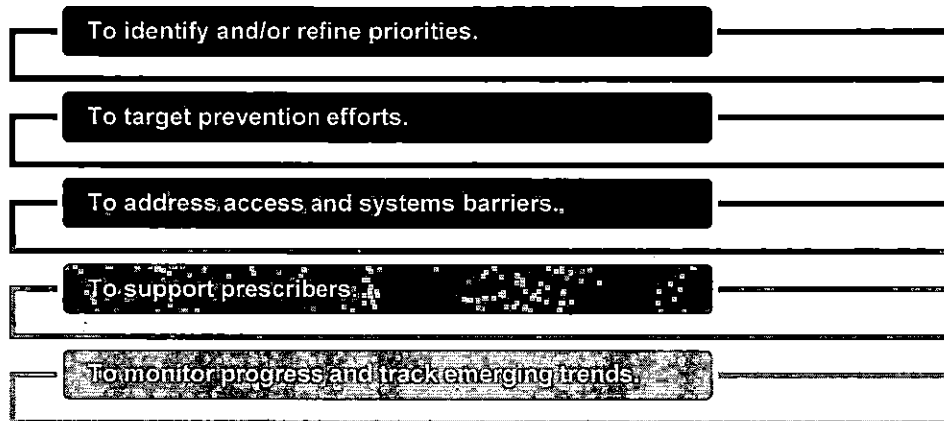 To identify and/or refine priorities.
To target prevention efforts.
To address access and systems barriers.
To support prescribers.
To monitor progress and track emerging trends.